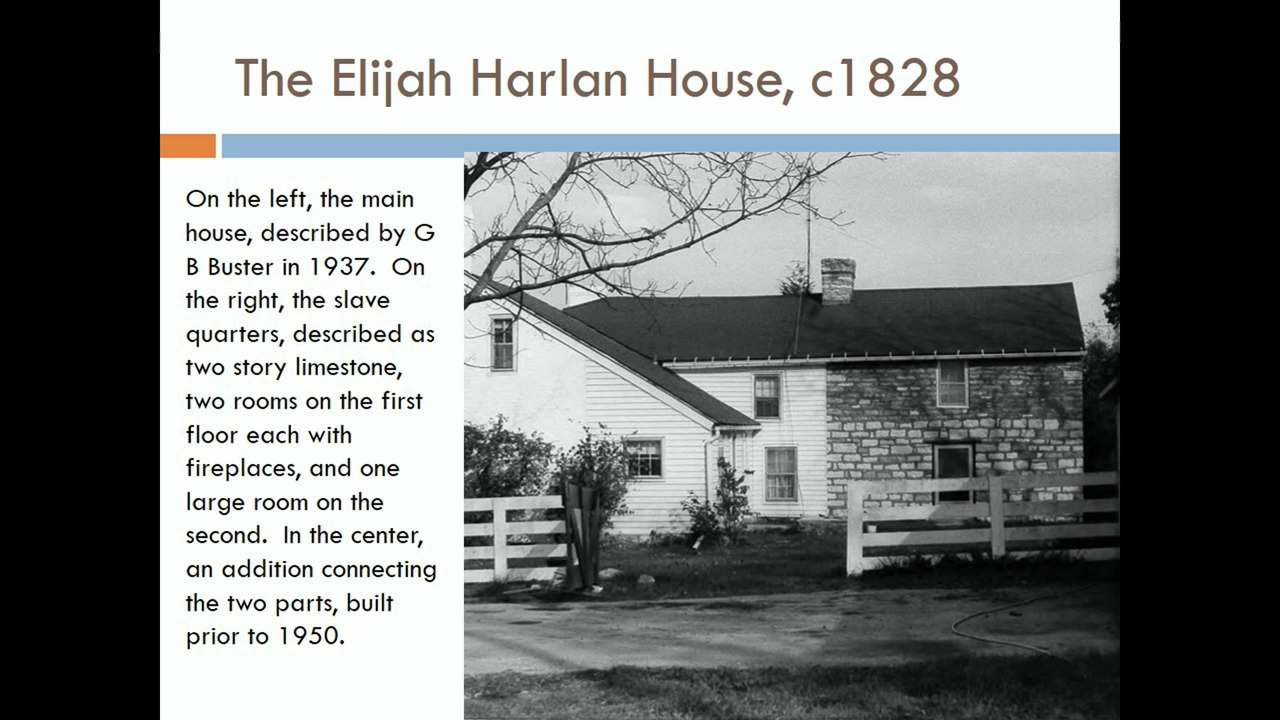 The Elijah Harlan House, c1828
On the left, the main
house, described by G
B Buster in 1937.  On
the right, the slave
quarters, described as
two story limestone,
two rooms on the first
floor each with
fireplaces, and one
large room on the
second.  In the center,
an addition connecting
the two parts, built
prior to 1950.